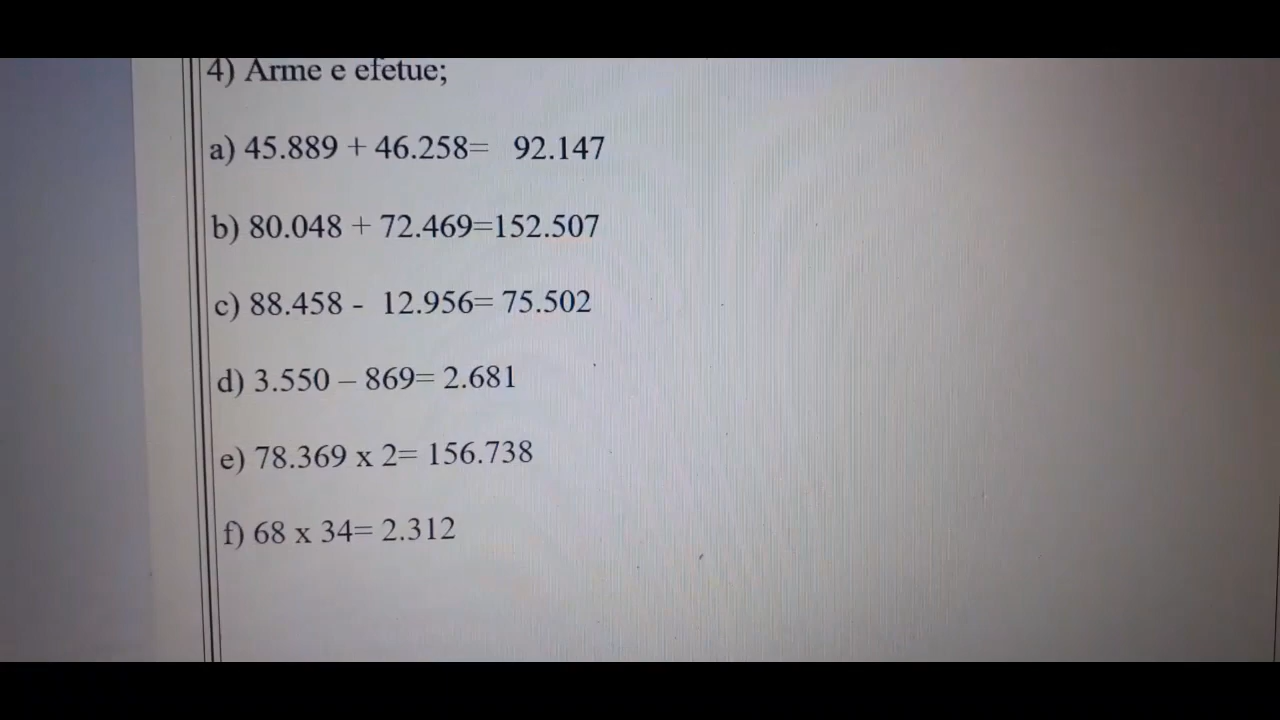 4) Arme e efetue;
a) 45.889 + 46.258= 92.147
b) 80.048 + 72.469=152.507
c) 88.458 - 12.956= 75.502
d) 3.550 – 869= 2.681
e) 78.369 x 2= 156.738
f) 68 x 34= 2.312